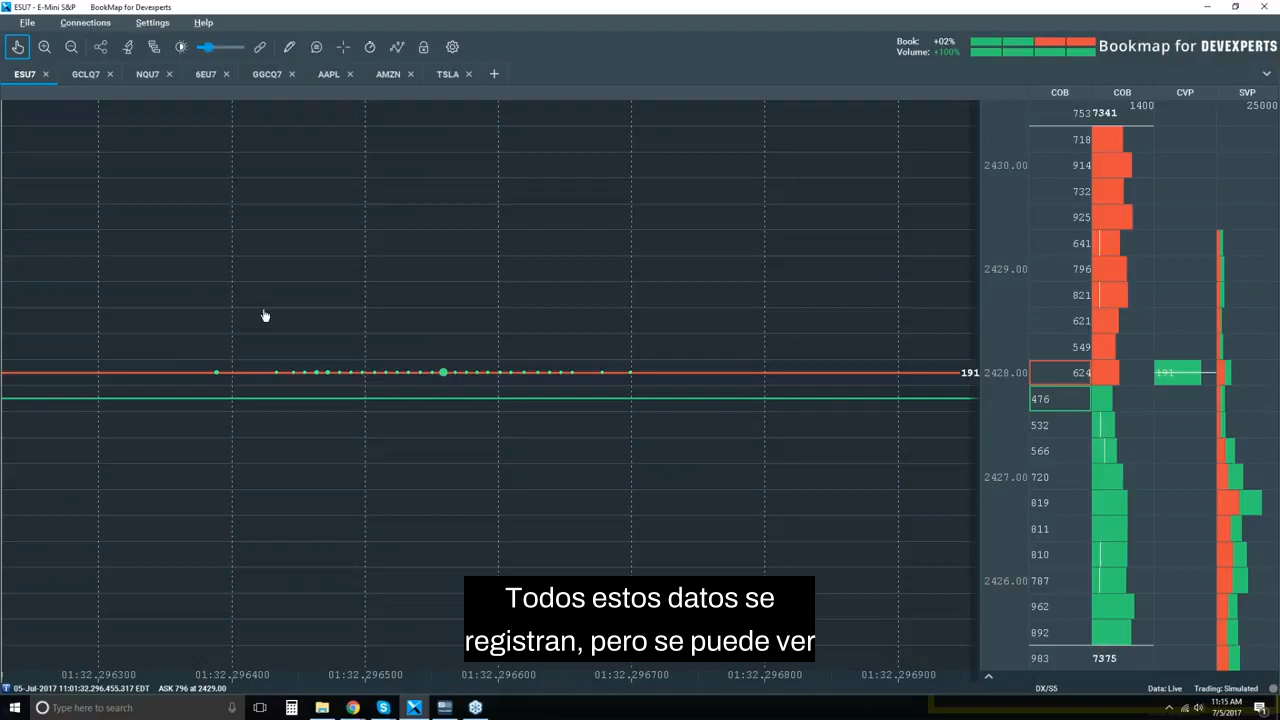 ESU7 - E-Mini S&P BookMap for Devexperts
File Connections Settings Help
Book: +02%
Volume: +100%
Bookmap for DEVEXPERTS
ESU7 GCLQ7 NQU7 6EU7 GGCQ7 AAPL AMZN TSLA
COB COB CVP SVP
1400 25000
753 7341
718
2430.00 914
732
925
641
2429.00 796
821
621
549
191 2428.00 624 191
476
532
566
2427.00 720
819
811
810
2426.00 787
962
892
983 7375
Todos estos datos se
registran, pero se puede ver
01:32.296300 01:32.296400 01:32.296500 01:32.296600 01:32.296700 01:32.296800 01:32.296900
05-Jul-2017 11:01:32.296.455.317 EDT ASK 796 at 2429.00 DX/S5 Data: Live Trading: Simulated
Type here to search
11:15 AM
7/5/2017